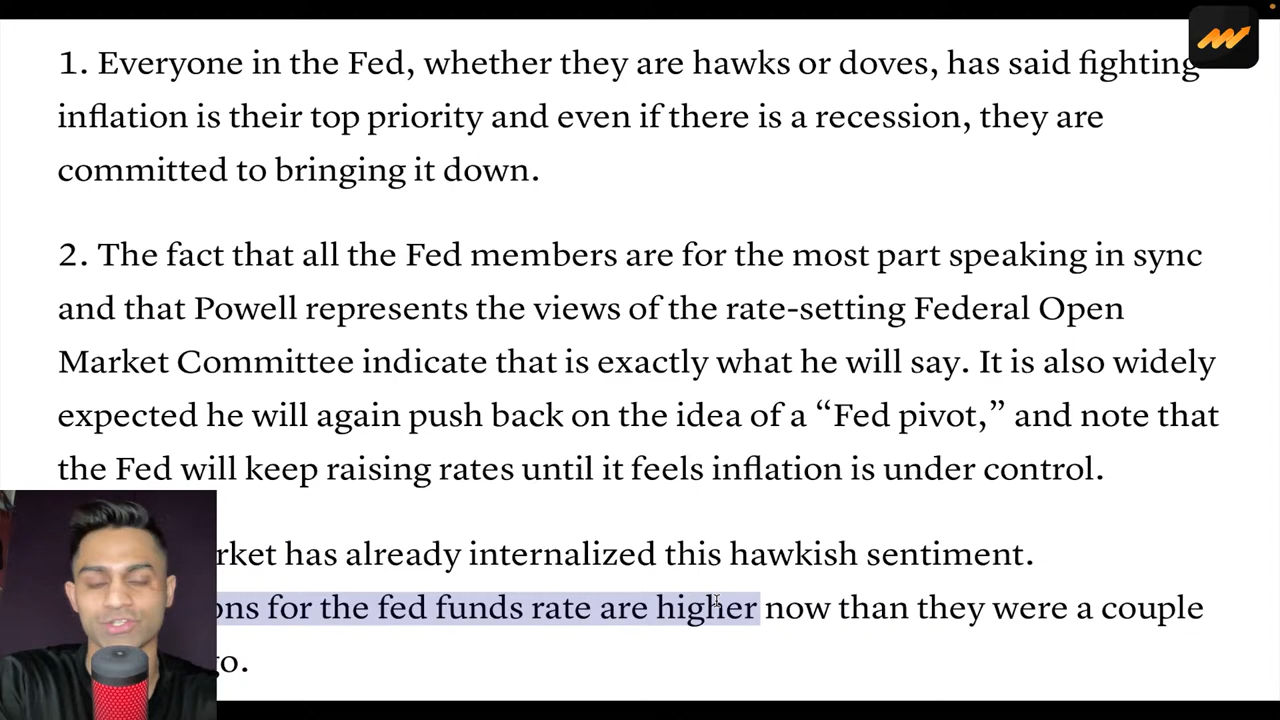 1. Everyone in the Fed, whether they are hawks or doves, has said fighting
inflation is their top priority and even if there is a recession, they are
committed to bringing it down.
2. The fact that all the Fed members are for the most part speaking in sync
and that Powell represents the views of the rate-setting Federal Open
Market Committee indicate that is exactly what he will say. It is also widely
expected he will again push back on the idea of a “Fed pivot,” and note that
the Fed will keep raising rates until it feels inflation is under control.
has already internalized this hawkish sentiment.
for the fed funds rate are higher now than they were a couple